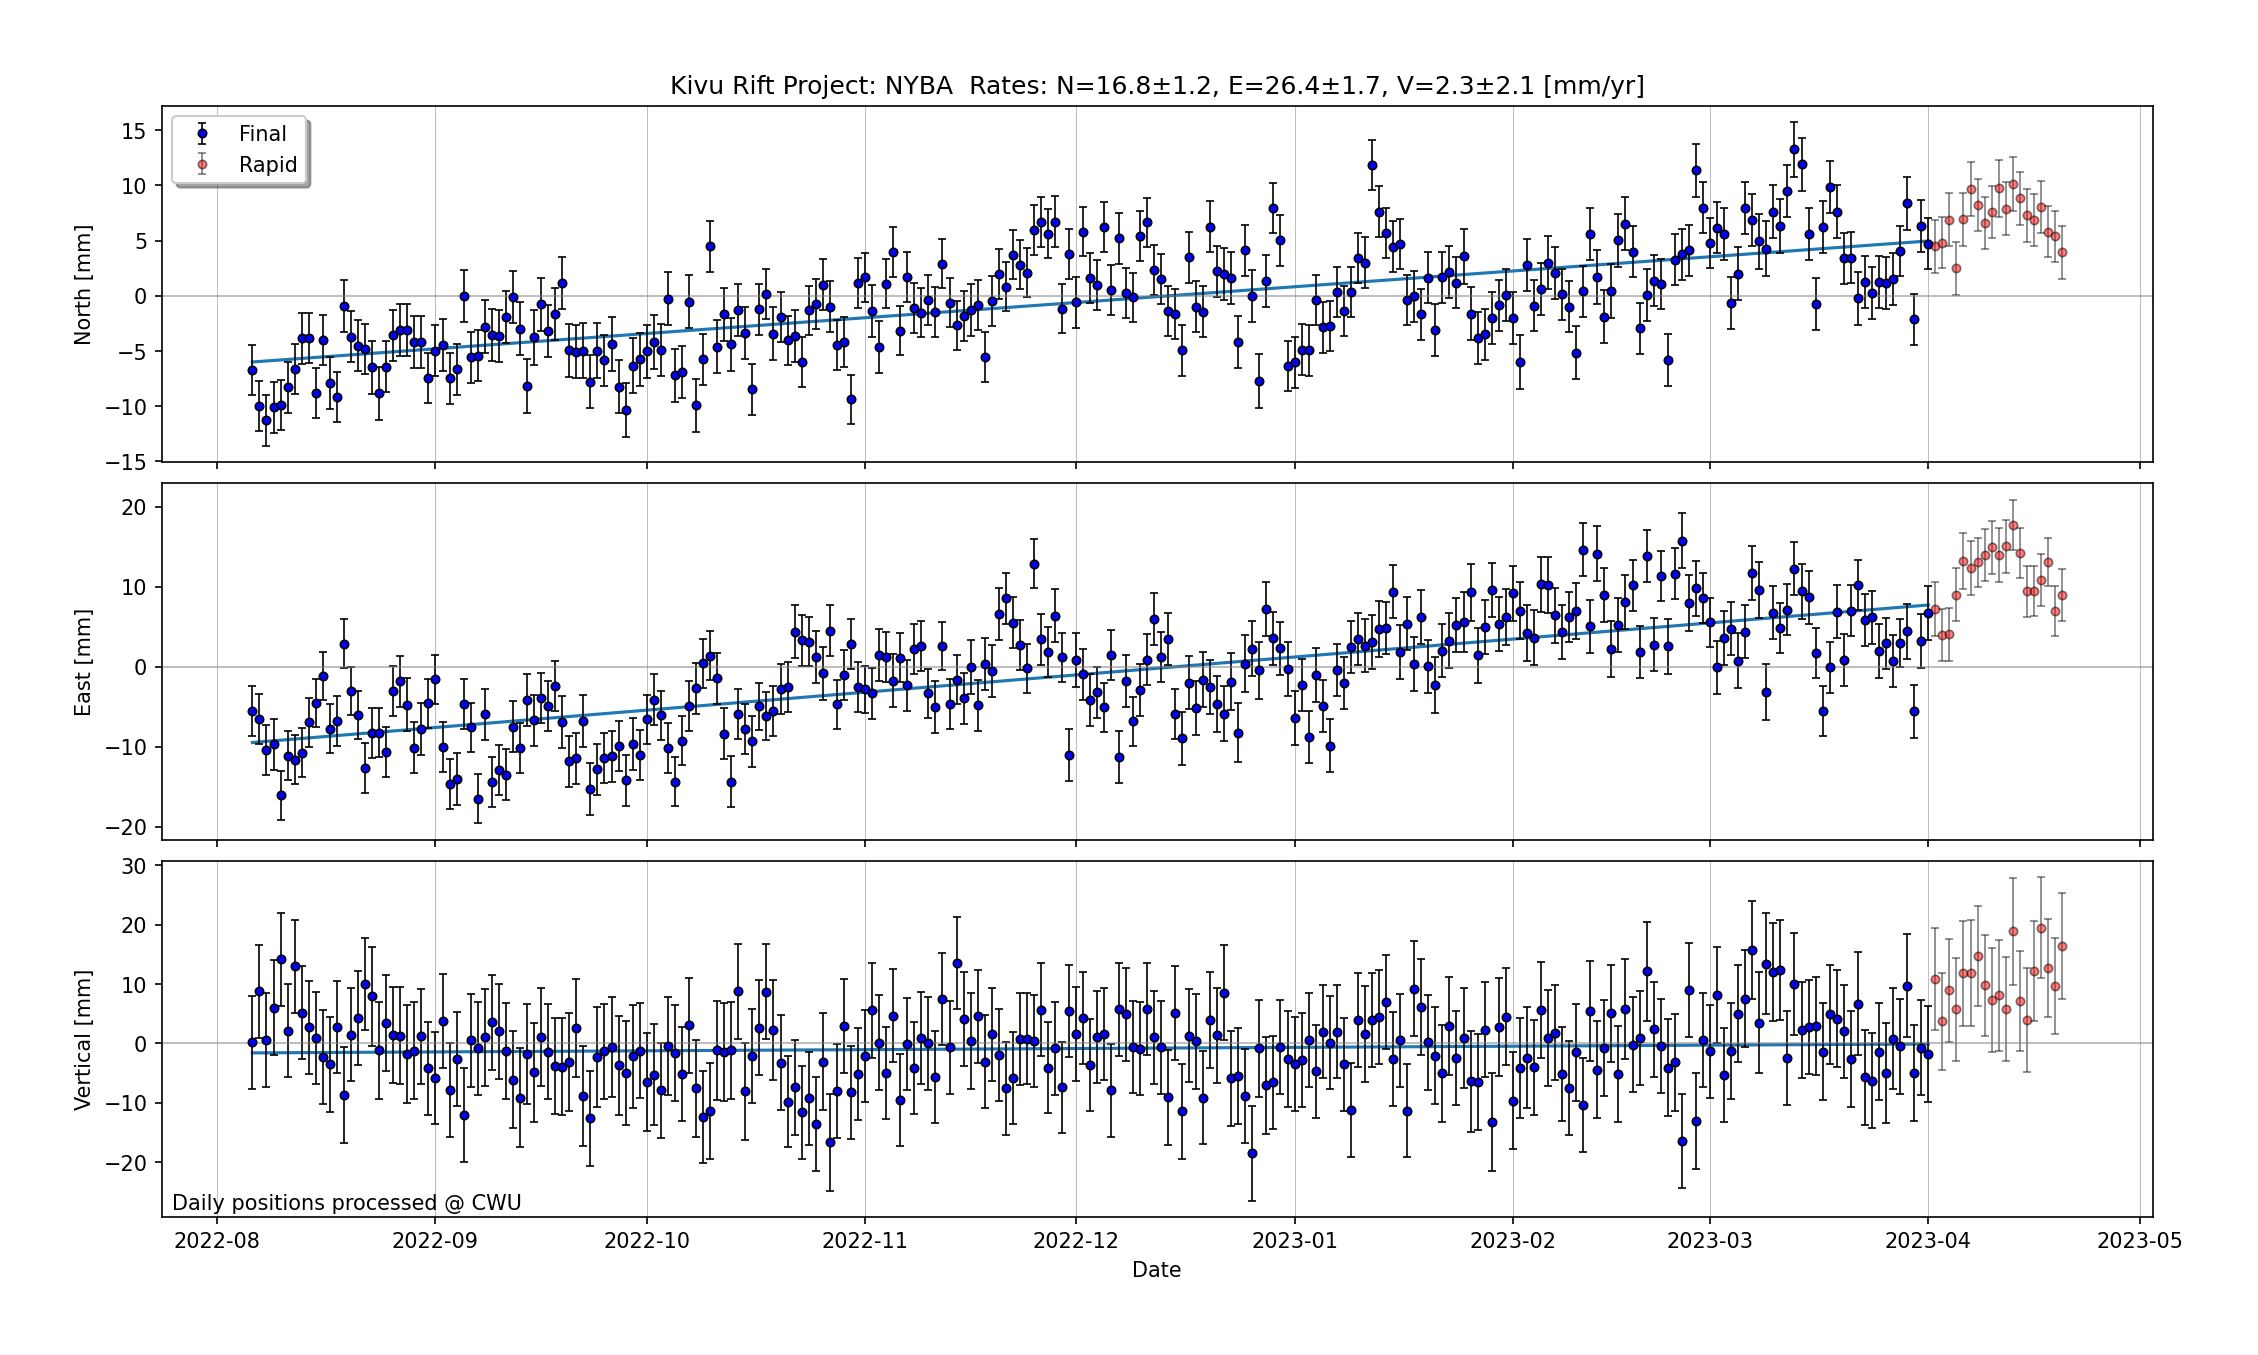 Kivu Rift Project: NYBA  Rates: N=16.8±1.2, E=26.4±1.7, V=2.3±2.1 [mm/yr]
Final
Rapid
North [mm]
15
10
5
0
−5
−10
−15
East [mm]
20
10
0
−10
−20
Vertical [mm]
30
20
10
0
−10
−20
Daily positions processed @ CWU
2022-08 2022-09 2022-10 2022-11 2022-12 2023-01 2023-02 2023-03 2023-04 2023-05
Date